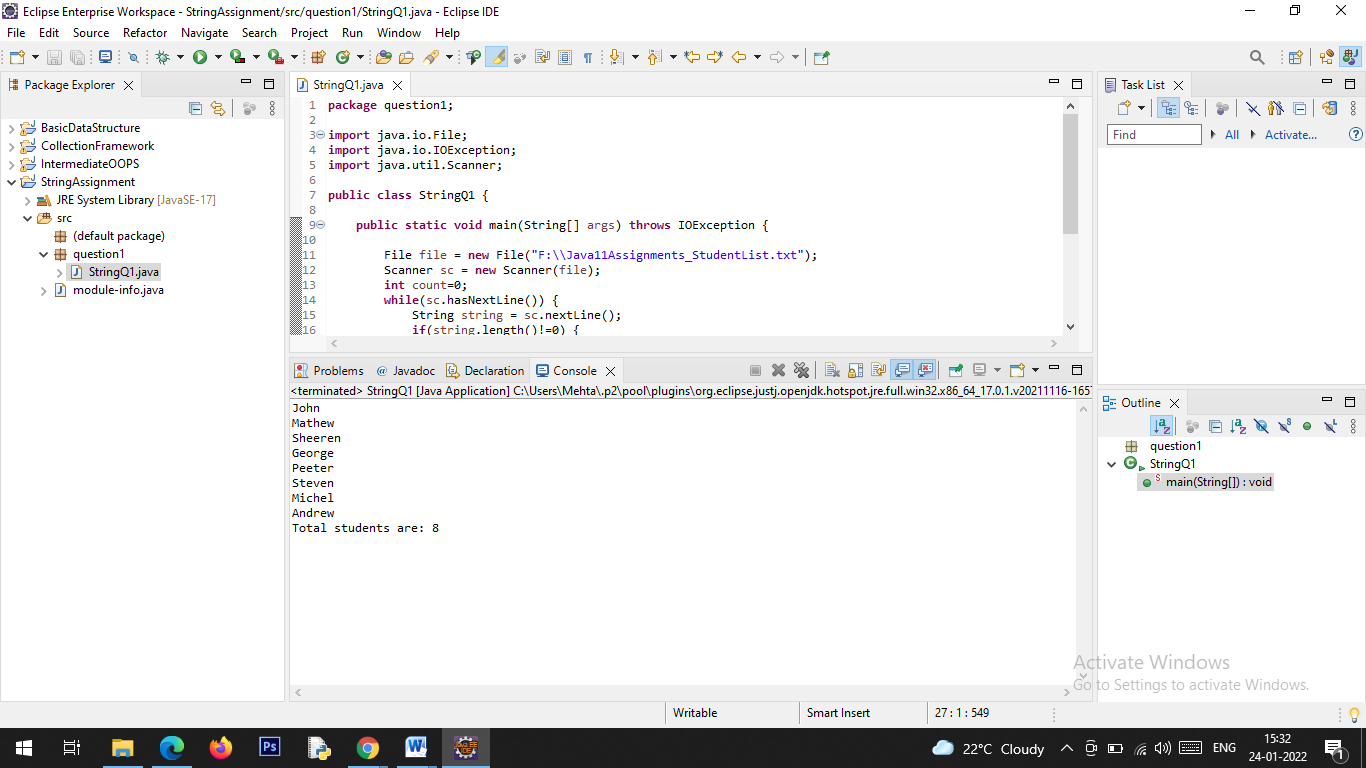 Eclipse Enterprise Workspace - StringAssignment/src/question1/StringQ1.java - Eclipse IDE
File Edit Source Refactor Navigate Search Project Run Window Help
Package Explorer
BasicDataStructure
CollectionFramework
IntermediateOOPS
StringAssignment
JRE System Library [JavaSE-17]
src
(default package)
question1
StringQ1.java
module-info.java
StringQ1.java
1 package question1;
2
3 import java.io.File;
4 import java.io.IOException;
5 import java.util.Scanner;
6
7 public class StringQ1 {
8
9 public static void main(String[] args) throws IOException {
10
11 File file = new File("F:\\Java11Assignments_StudentList.txt");
12 Scanner sc = new Scanner(file);
13 int count=0;
14 while(sc.hasNextLine()) {
15 String string = sc.nextLine();
16 if(string.length()!=0) {
Problems @ Javadoc Declaration Console
<terminated> StringQ1 [Java Application] C:\Users\Mehta\.p2\pool\plugins\org.eclipse.justj.openjdk.hotspot.jre.full.win32.x86_64_17.0.1.v20211116-1657
John
Mathew
Sheeren
George
Peeter
Steven
Michel
Andrew
Total students are: 8
Task List
Find All Activate...
Outline
question1
StringQ1
main(String[]) : void
Activate Windows
Go to Settings to activate Windows.
Writable Smart Insert 27 : 1 : 549
22°C Cloudy ENG 15:32
24-01-2022